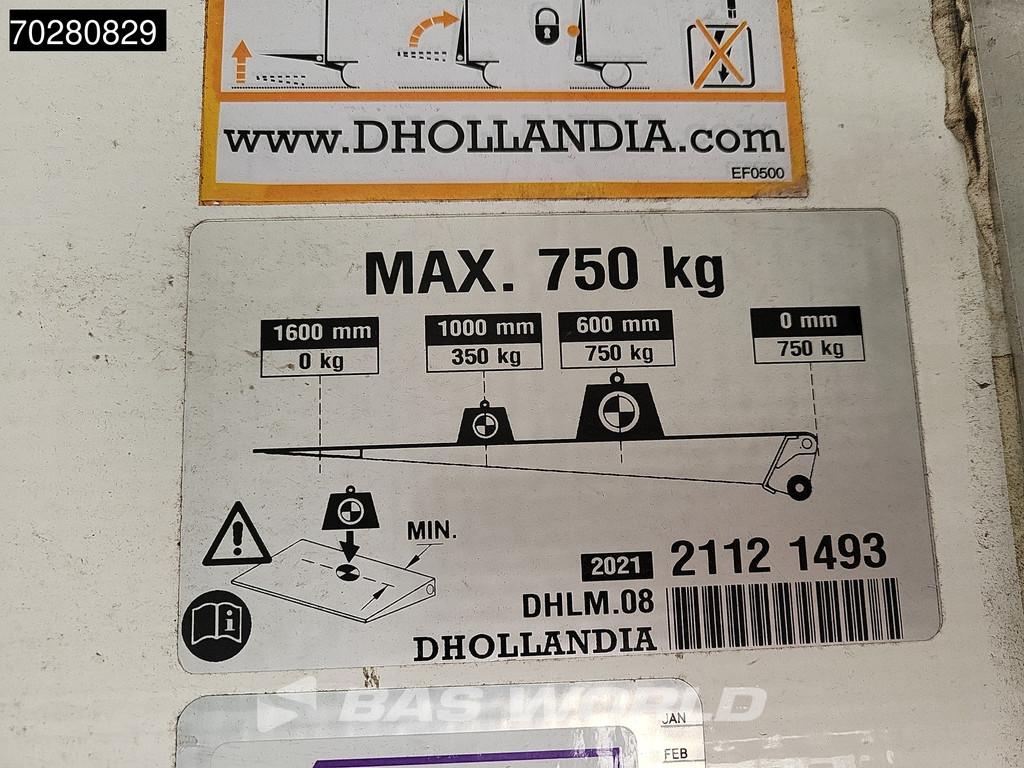 70280829
www.DHOLLANDIA.com
EF0500
MAX. 750 kg
1600 mm 1000 mm 600 mm 0 mm
0 kg 350 kg 750 kg 750 kg
MIN.
2021 2112 1493
DHLM.08
DHOLLANDIA
BAS-WORLD
JAN
FEB